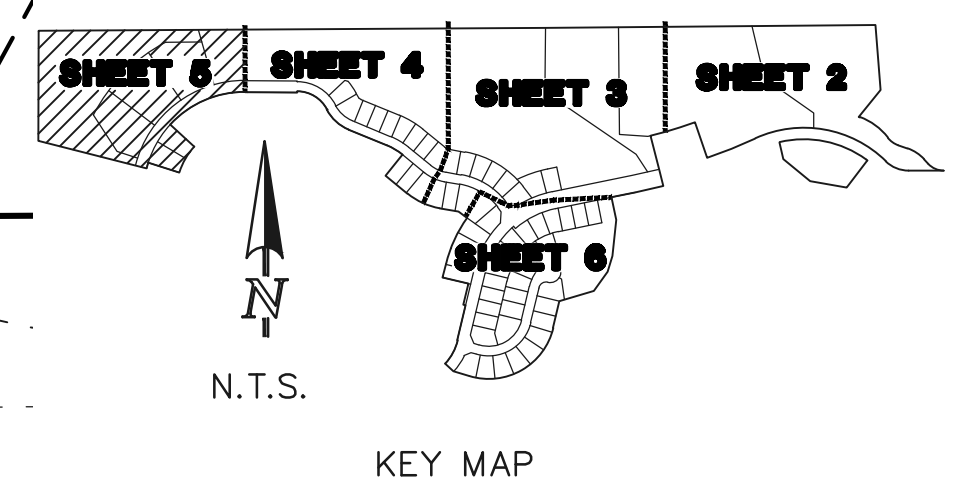 SHEET 5
SHEET 4
SHEET 3
SHEET 2
SHEET 6
N
N.T.S.
KEY MAP